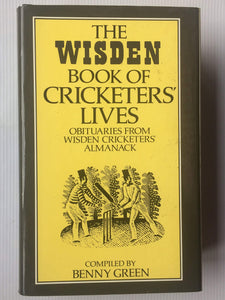 THE
WISDEN
BOOK OF
CRICKETERS'
LIVES
OBITUARIES FROM
WISDEN CRICKETERS'
ALMANACK
COMPILED BY
BENNY GREEN